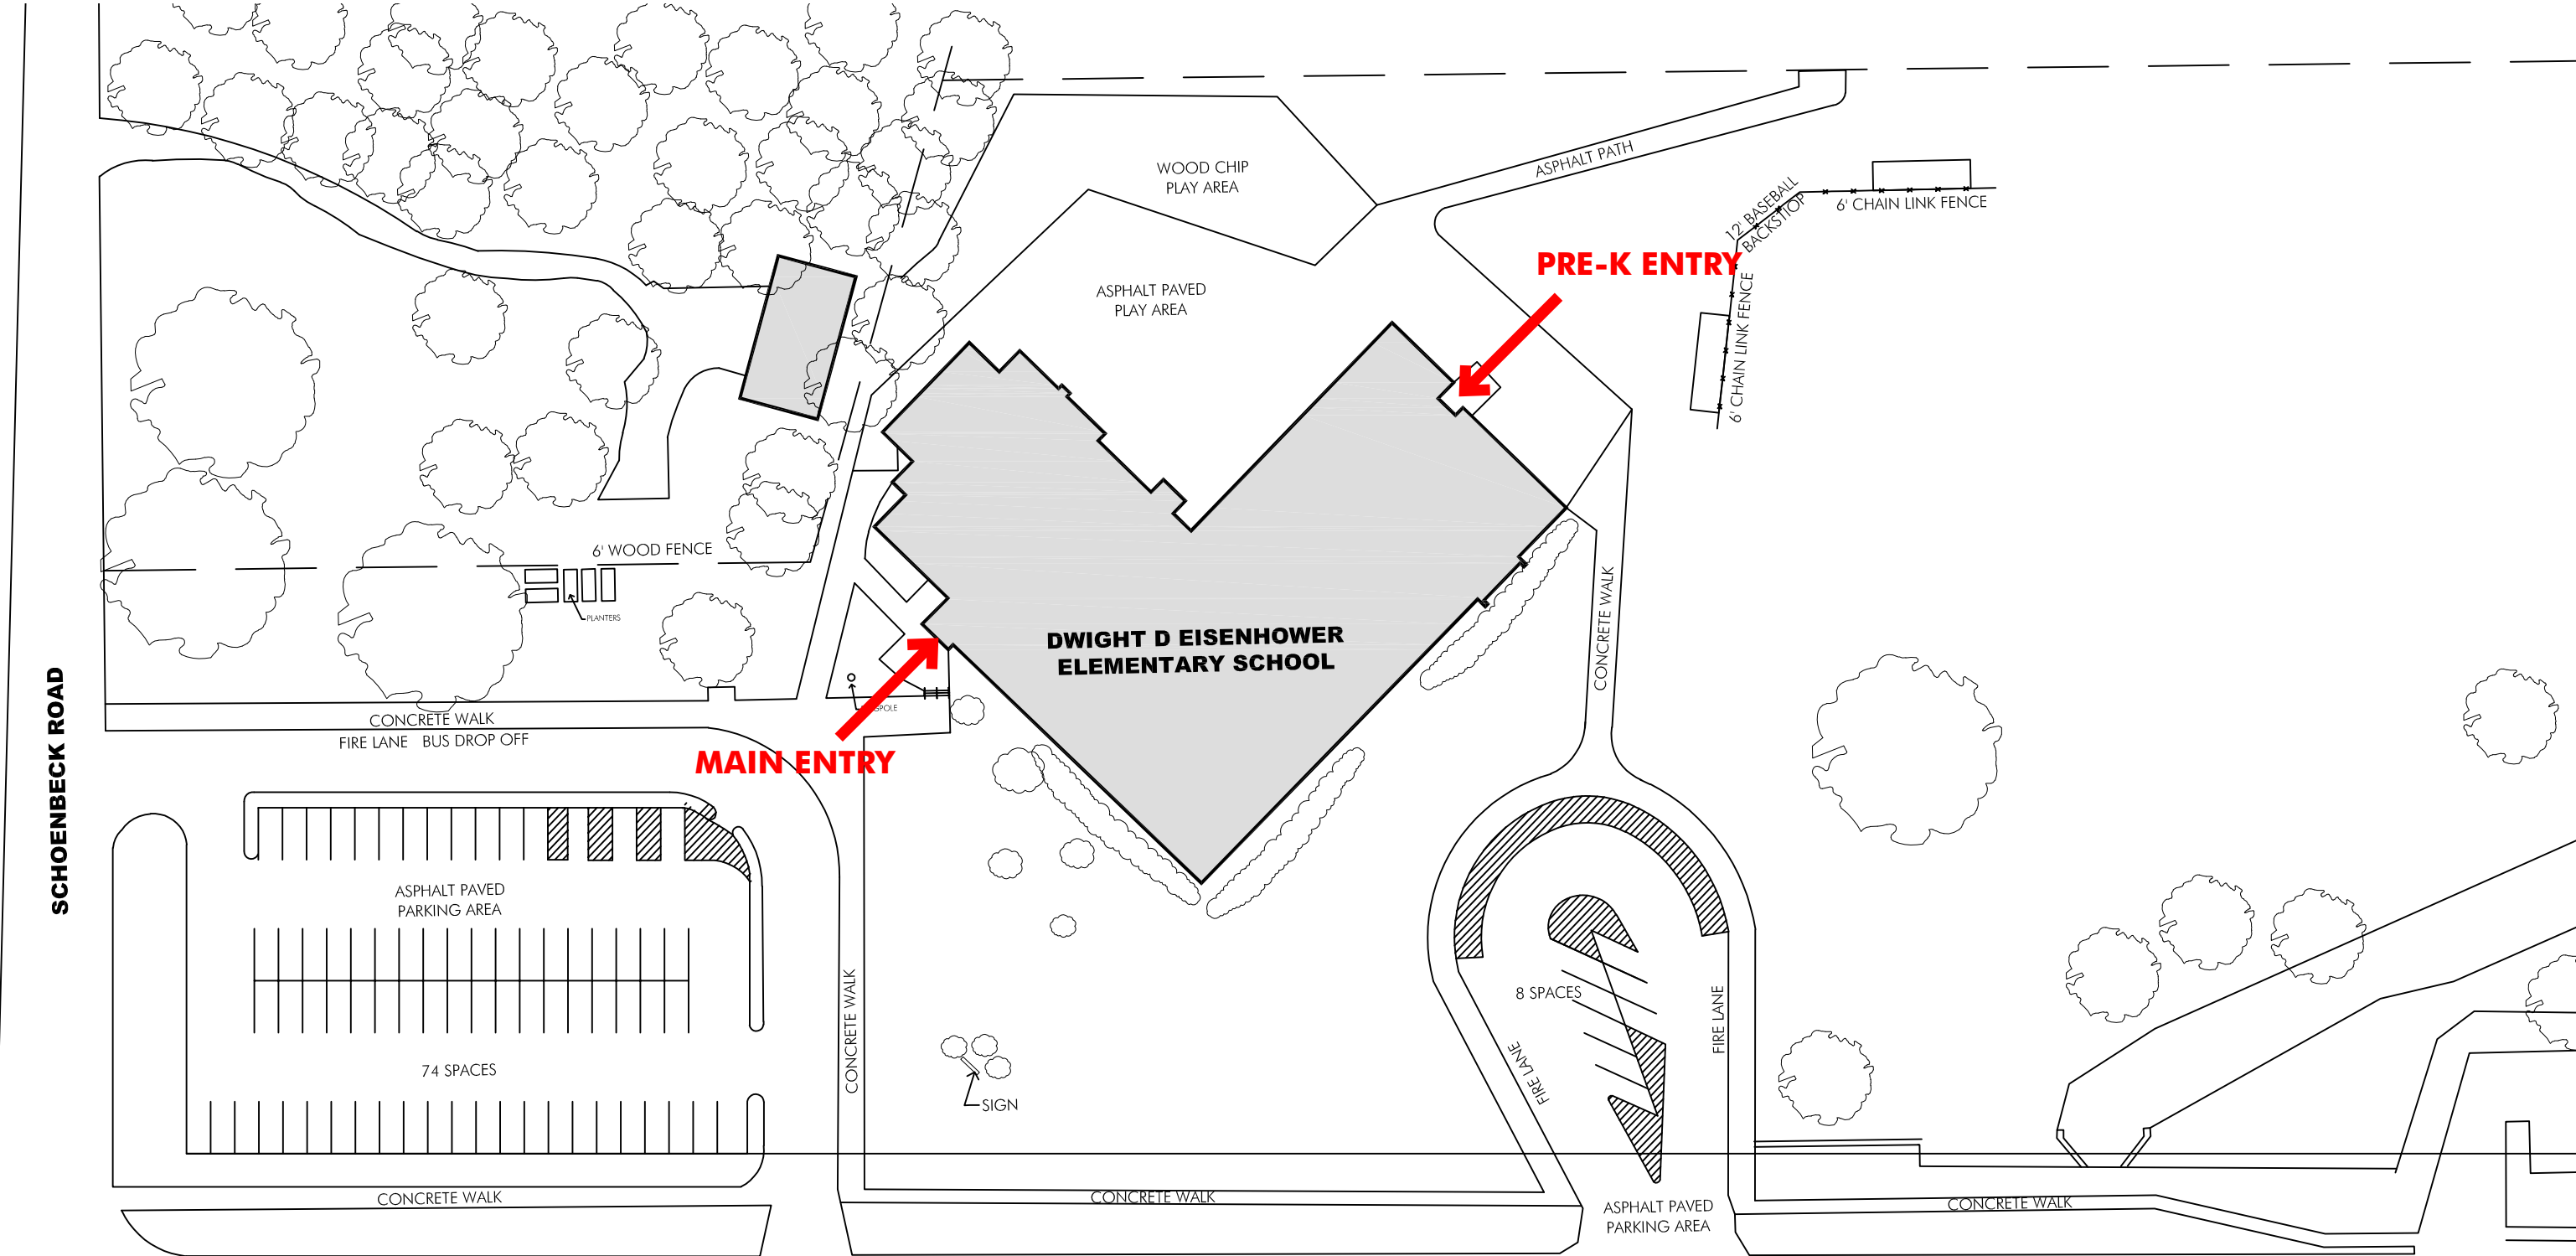 WOOD CHIP
PLAY AREA
ASPHALT PATH
12' BASEBALL
BACKSTIOP
6' CHAIN LINK FENCE
PRE-K ENTRY
ASPHALT PAVED
PLAY AREA
6' CHAIN LINK FENCE
6' WOOD FENCE
PLANTERS
DWIGHT D EISENHOWER
ELEMENTARY SCHOOL
CONCRETE WALK
SCHOENBECK ROAD
CONCRETE WALK
FIRE LANE BUS DROP OFF
MAIN ENTRY
ASPHALT PAVED
PARKING AREA
74 SPACES
CONCRETE WALK
8 SPACES
FIRE LANE
FIRE LANE
SIGN
CONCRETE WALK
CONCRETE WALK
ASPHALT PAVED
PARKING AREA
CONCRETE WALK